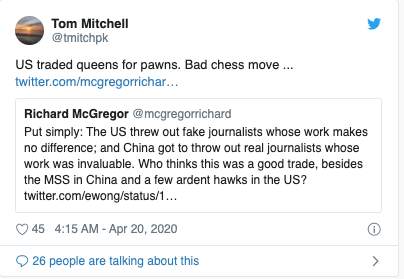 Tom Mitchell
@tmitchpk
US traded queens for pawns. Bad chess move ...
twitter.com/mcgregorrichar…
Richard McGregor @mcgregorrichard
Put simply: The US threw out fake journalists whose work makes
no difference; and China got to throw out real journalists whose
work was invaluable. Who thinks this was a good trade, besides
the MSS in China and a few ardent hawks in the US?
twitter.com/ewong/status/1…
45 4:15 AM - Apr 20, 2020
26 people are talking about this